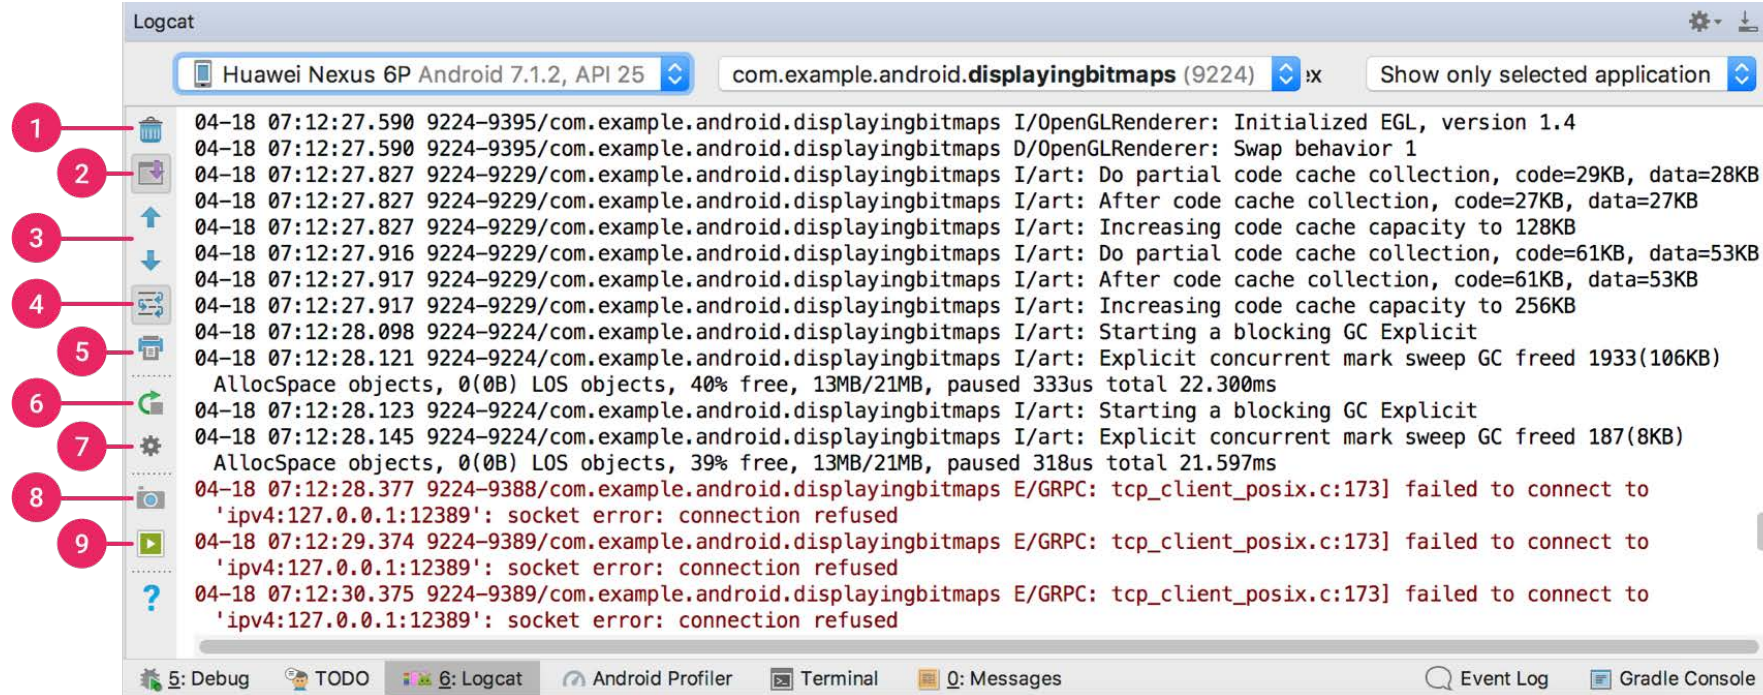 Logcat
Huawei Nexus 6P Android 7.1.2, API 25 com.example.android.displayingbitmaps (9224) ex Show only selected application
04-18 07:12:27.590 9224-9395/com.example.android.displayingbitmaps I/OpenGLRenderer: Initialized EGL, version 1.4
04-18 07:12:27.590 9224-9395/com.example.android.displayingbitmaps D/OpenGLRenderer: Swap behavior 1
04-18 07:12:27.827 9224-9229/com.example.android.displayingbitmaps I/art: Do partial code cache collection, code=29KB, data=28KB
04-18 07:12:27.827 9224-9229/com.example.android.displayingbitmaps I/art: After code cache collection, code=27KB, data=27KB
04-18 07:12:27.827 9224-9229/com.example.android.displayingbitmaps I/art: Increasing code cache capacity to 128KB
04-18 07:12:27.916 9224-9229/com.example.android.displayingbitmaps I/art: Do partial code cache collection, code=61KB, data=53KB
04-18 07:12:27.917 9224-9229/com.example.android.displayingbitmaps I/art: After code cache collection, code=61KB, data=53KB
04-18 07:12:27.917 9224-9229/com.example.android.displayingbitmaps I/art: Increasing code cache capacity to 256KB
04-18 07:12:28.098 9224-9224/com.example.android.displayingbitmaps I/art: Starting a blocking GC Explicit
04-18 07:12:28.121 9224-9224/com.example.android.displayingbitmaps I/art: Explicit concurrent mark sweep GC freed 1933(106KB)
AllocSpace objects, 0(0B) LOS objects, 40% free, 13MB/21MB, paused 333us total 22.300ms
04-18 07:12:28.123 9224-9224/com.example.android.displayingbitmaps I/art: Starting a blocking GC Explicit
04-18 07:12:28.145 9224-9224/com.example.android.displayingbitmaps I/art: Explicit concurrent mark sweep GC freed 187(8KB)
AllocSpace objects, 0(0B) LOS objects, 39% free, 13MB/21MB, paused 318us total 21.597ms
04-18 07:12:28.377 9224-9388/com.example.android.displayingbitmaps E/GRPC: tcp_client_posix.c:173] failed to connect to
'ipv4:127.0.0.1:12389': socket error: connection refused
04-18 07:12:29.374 9224-9389/com.example.android.displayingbitmaps E/GRPC: tcp_client_posix.c:173] failed to connect to
'ipv4:127.0.0.1:12389': socket error: connection refused
04-18 07:12:30.375 9224-9389/com.example.android.displayingbitmaps E/GRPC: tcp_client_posix.c:173] failed to connect to
'ipv4:127.0.0.1:12389': socket error: connection refused
1
2
3
4
5
6
7
8
9
?
5: Debug TODO 6: Logcat Android Profiler Terminal 0: Messages Event Log Gradle Console